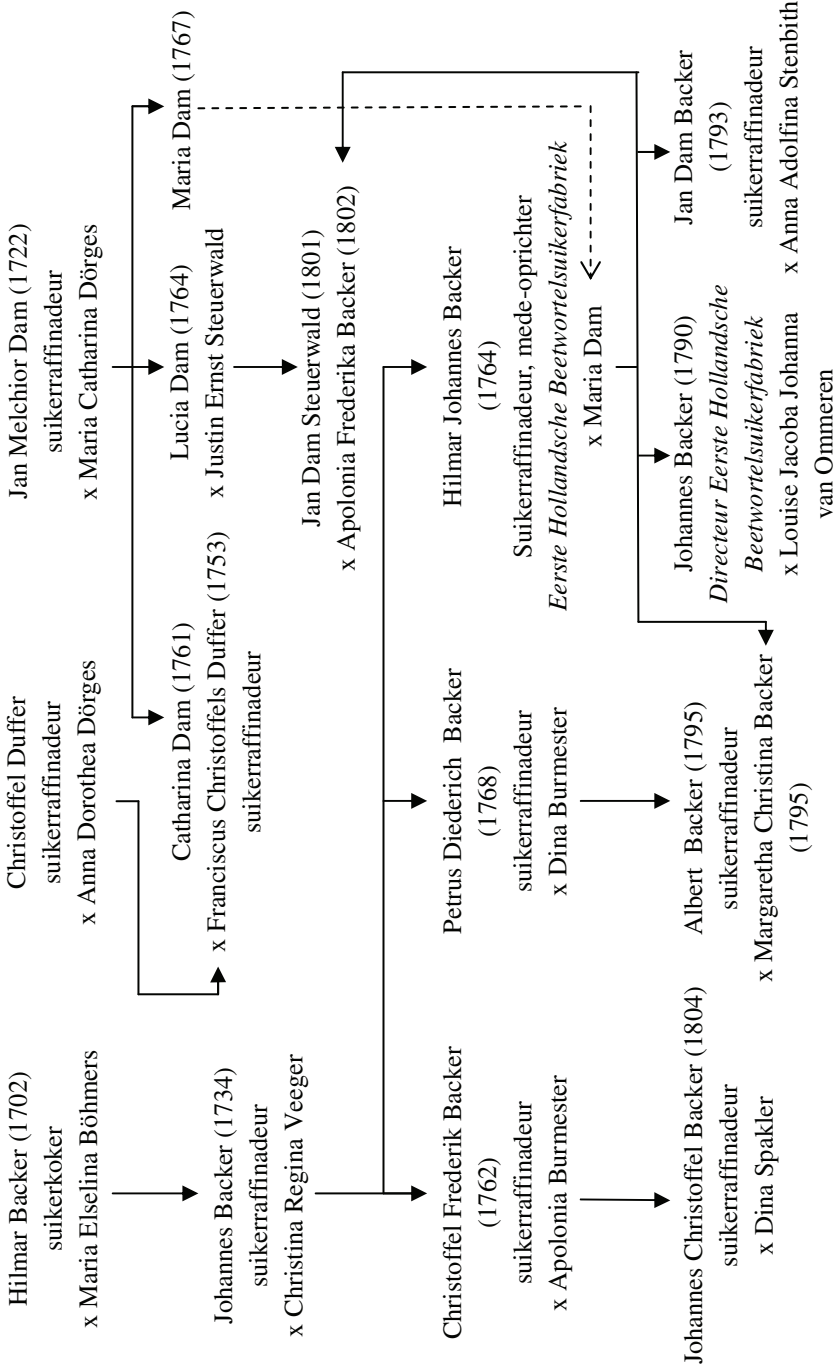 Hilmar Backer (1702)
suikerkoker
x Maria Elselina Böhmers
Christoffel Duffer
suikerraffinadeur
x Anna Dorothea Dörges
Jan Melchior Dam (1722)
suikerraffinadeur
x Maria Catharina Dörges
Johannes Backer (1734)
suikerraffinadeur
x Christina Regina Veeger
Catharina Dam (1761)
x Franciscus Christoffels Duffer (1753)
suikerraffinadeur
Lucia Dam (1764)
x Justin Ernst Steuerwald
Maria Dam (1767)
Jan Dam Steuerwald (1801)
x Apolonia Frederika Backer (1802)
Christoffel Frederik Backer
(1762)
suikerraffinadeur
x Apolonia Burmester
Petrus Diederich Backer
(1768)
suikerraffinadeur
x Dina Burmester
Hilmar Johannes Backer
(1764)
Suikerraffinadeur, mede-oprichter
Eerste Hollandsche Beetwortelsuikerfabriek
x Maria Dam
Johannes Christoffel Backer (1804)
suikerraffinadeur
x Dina Spakler
Albert Backer (1795)
suikerraffinadeur
x Margaretha Christina Backer
(1795)
Johannes Backer (1790)
Directeur Eerste Hollandsche
Beetwortelsuikerfabriek
x Louise Jacoba Johanna
van Ommeren
Jan Dam Backer
(1793)
suikerraffinadeur
x Anna Adolfina Stenbith